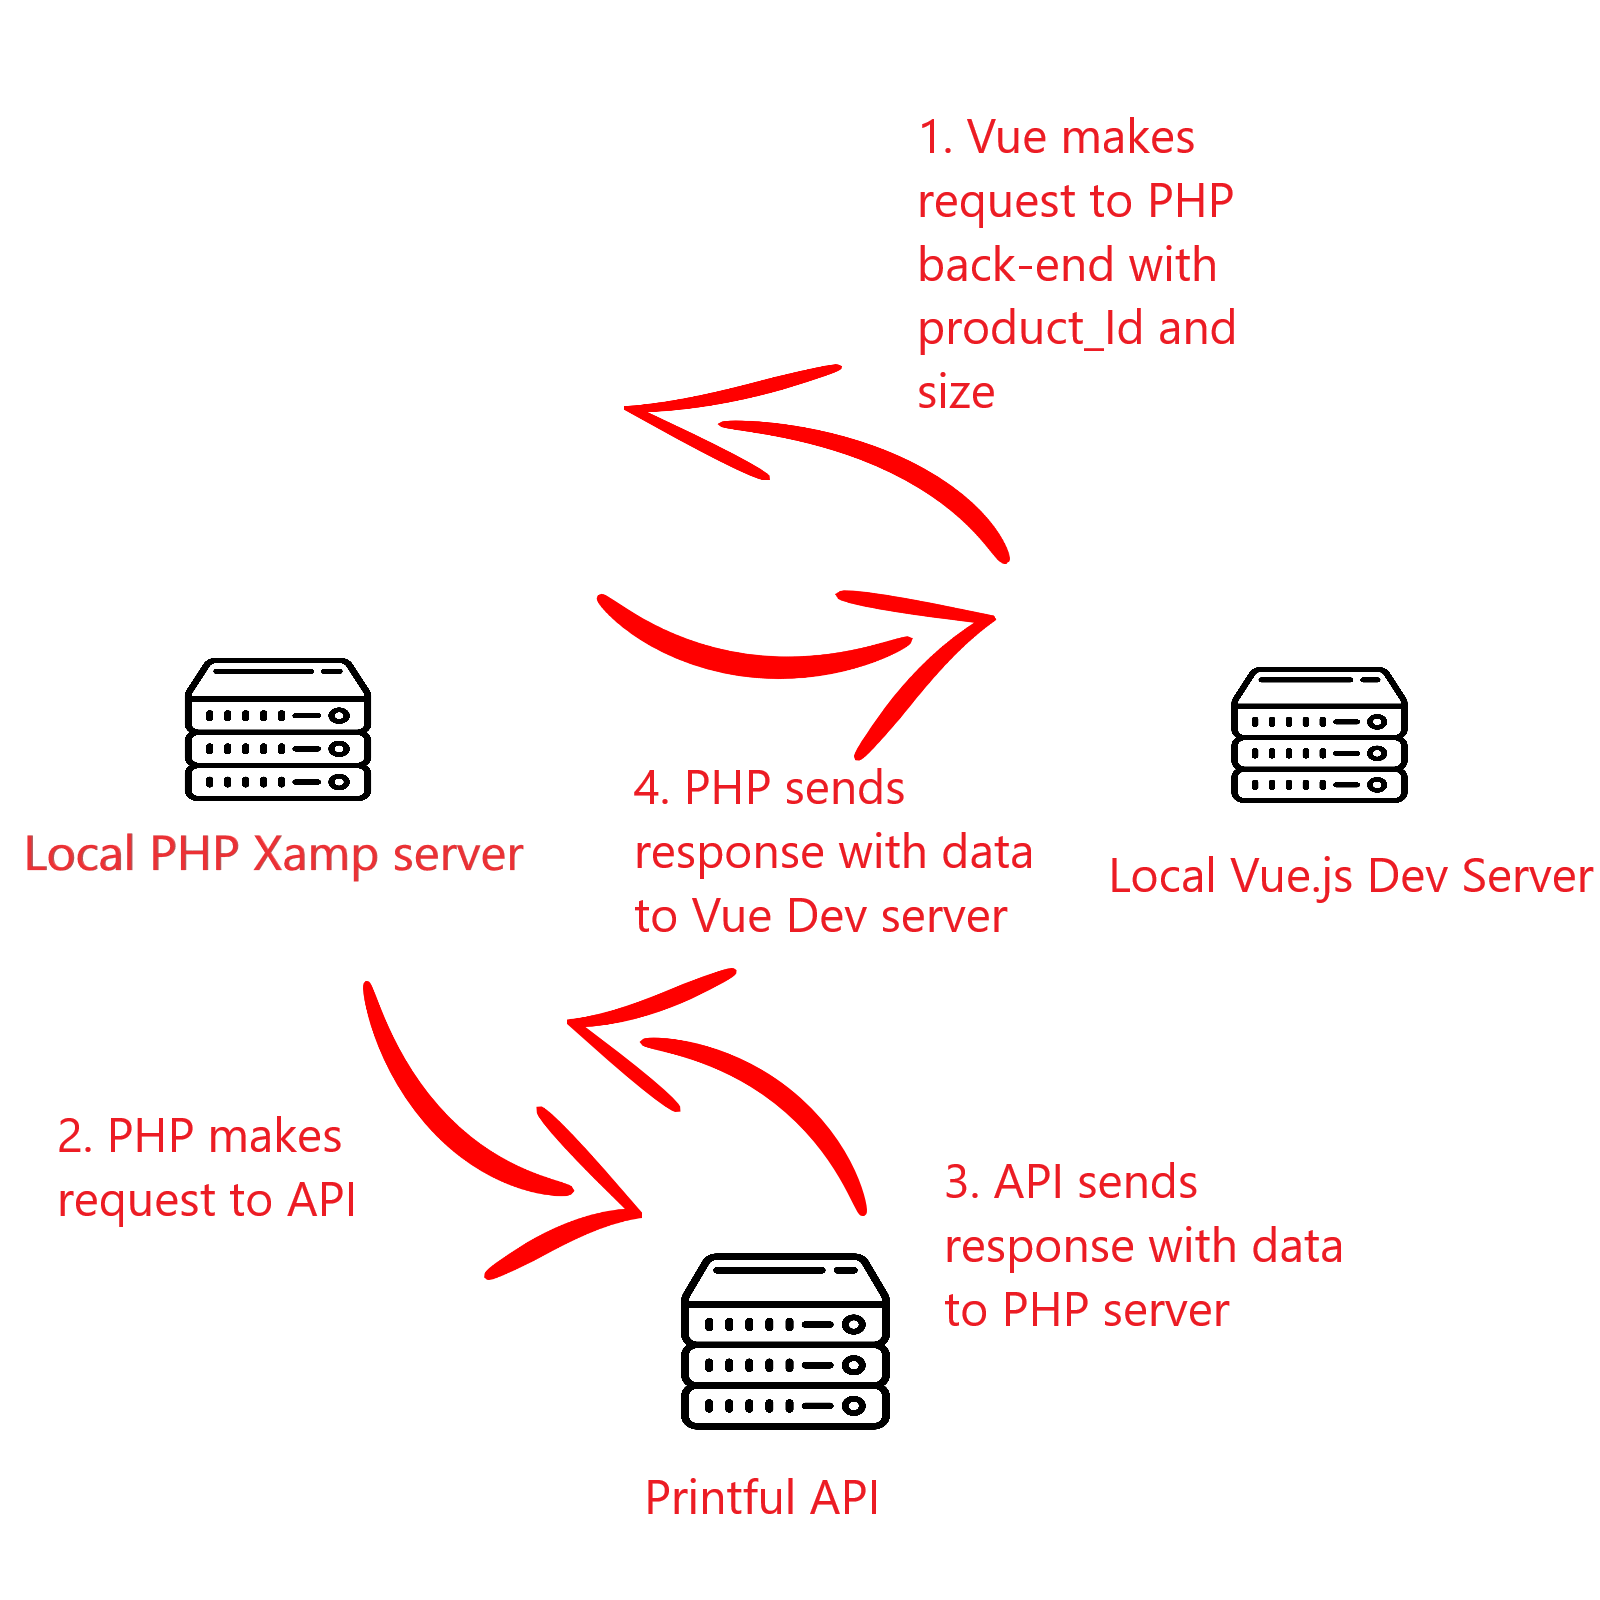 1. Vue makes
request to PHP
back-end with
product_Id and
size
Local PHP Xamp server
4. PHP sends
response with data
to Vue Dev server
Local Vue.js Dev Server
2. PHP makes
request to API
3. API sends
response with data
to PHP server
Printful API